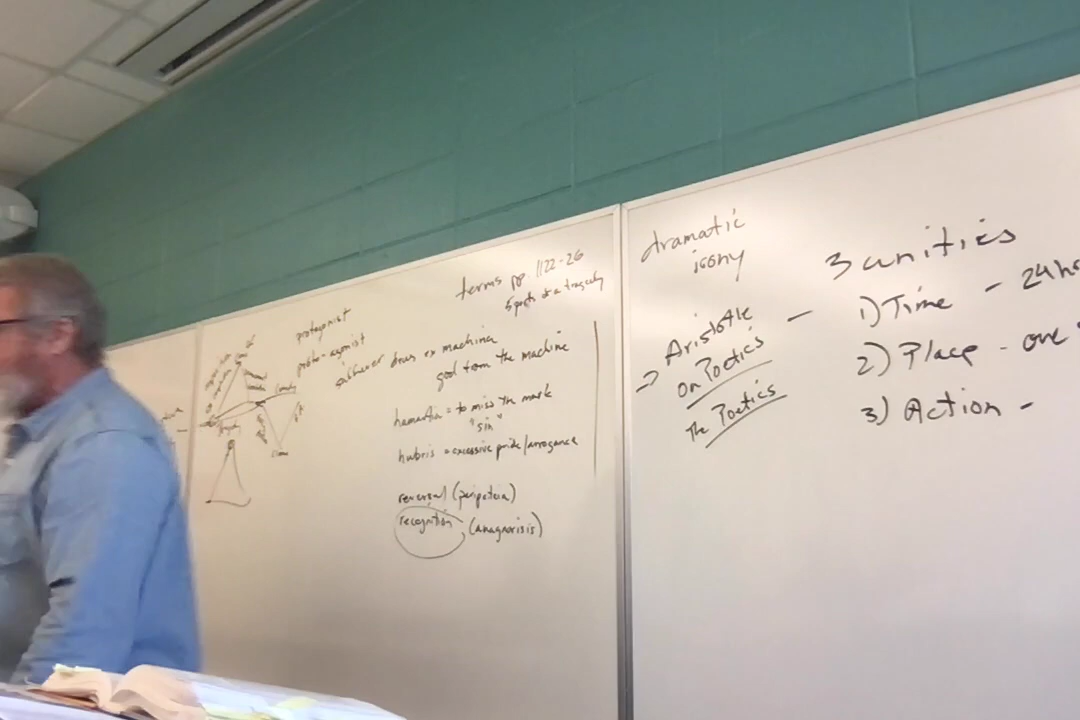 terms pp. 1122-26
5 parts of a tragedy
protagonist
deus ex machina
god from the machine
hamartia = to miss the mark
"sin"
hubris = excessive pride/arrogance
reversal (peripeteia)
recognition (anagnorisis)
dramatic
irony
Aristotle
on Poetics
The Poetics
3 unities
1) Time - 24 h
2) Place - one
3) Action -